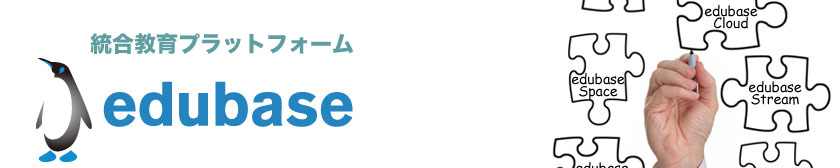 統合教育プラットフォーム
edubase
edubase
Cloud
edubase
Space
edubase
Stream
edubase